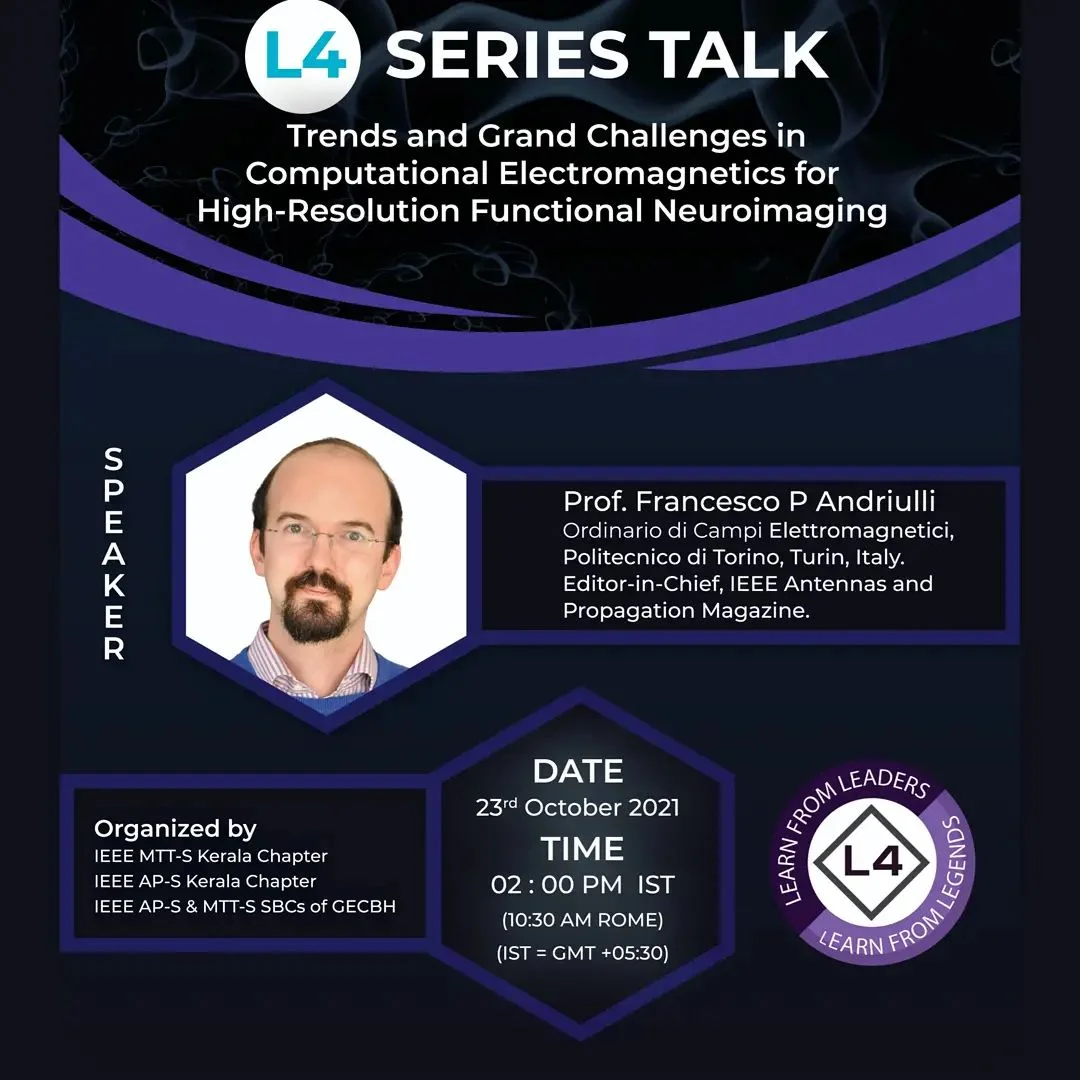 L4 SERIES TALK
Trends and Grand Challenges in
Computational Electromagnetics for
High-Resolution Functional Neuroimaging
SPEAKER
Prof. Francesco P Andriulli
Ordinario di Campi Elettromagnetici,
Politecnico di Torino, Turin, Italy.
Editor-in-Chief, IEEE Antennas and
Propagation Magazine.
Organized by
IEEE MTT-S Kerala Chapter
IEEE AP-S Kerala Chapter
IEEE AP-S & MTT-S SBCs of GECBH
DATE
23rd October 2021
TIME
02 : 00 PM IST
(10:30 AM ROME)
(IST = GMT +05:30)
LEARN FROM LEADERS
L4
LEARN FROM LEGENDS